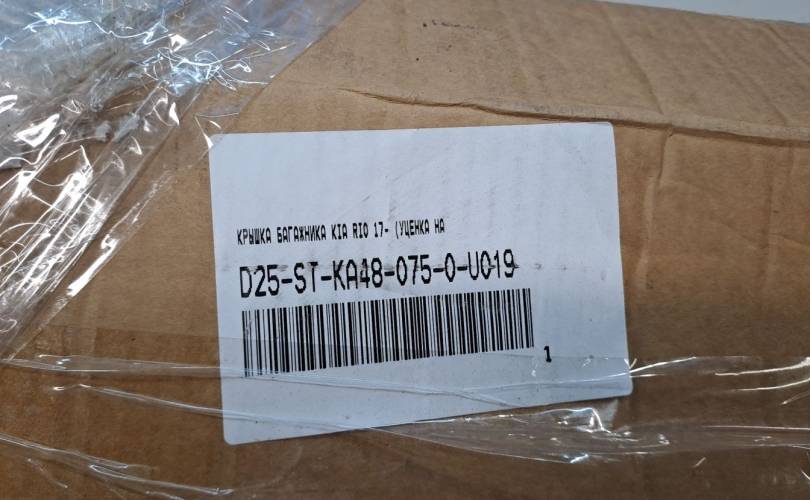 КРЫШКА БАГАЖНИКА KIA RIO 17- (УЦЕНКА НА
D25-ST-KA48-075-0-U019
1